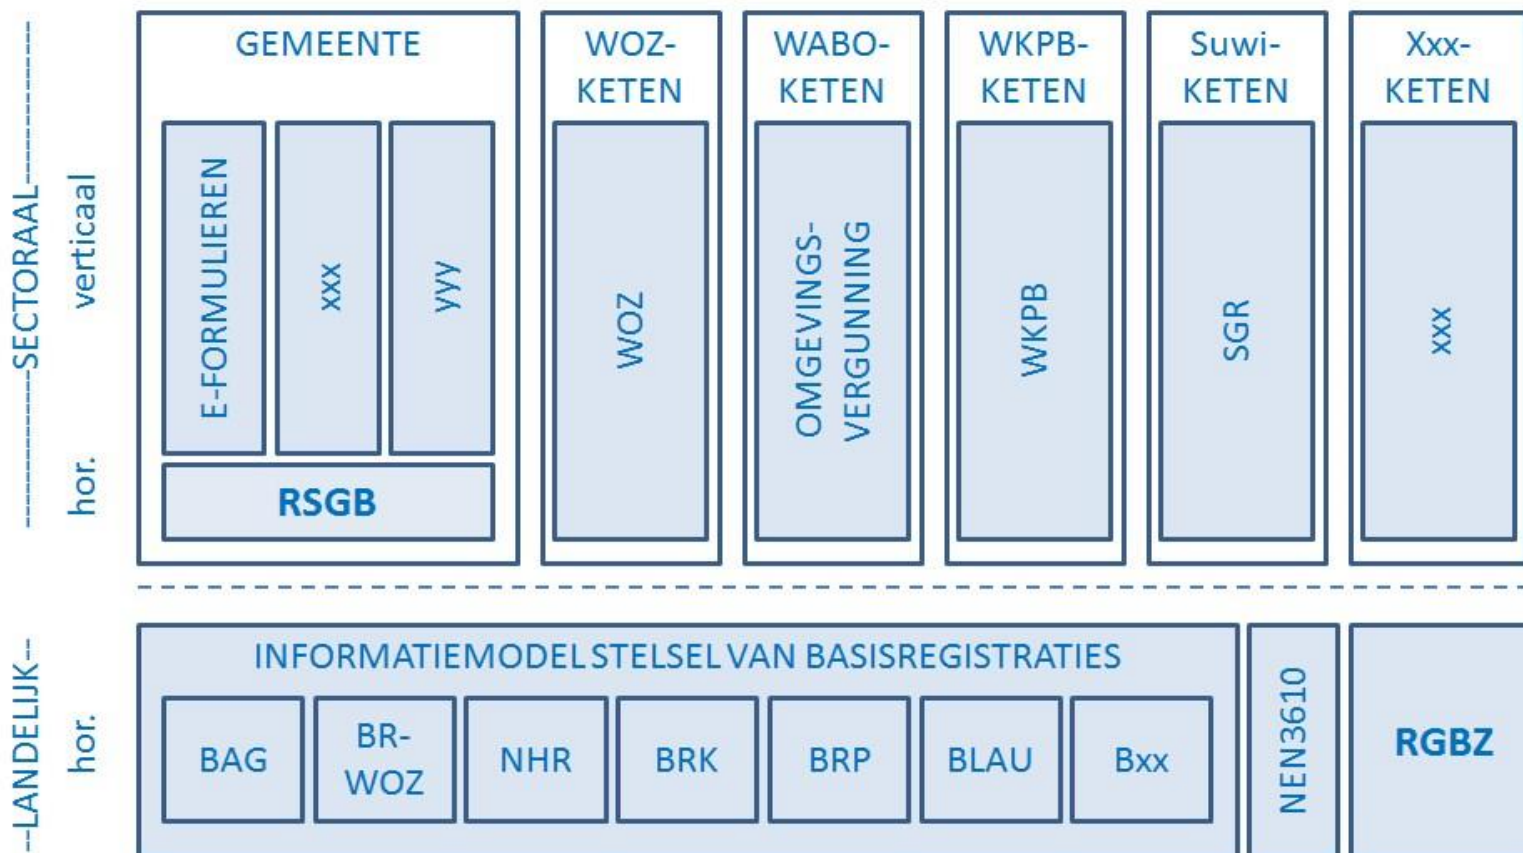 ---------------SECTORAAL---------------
verticaal
hor.
GEMEENTE
E-FORMULIEREN
xxx
yyy
RSGB
WOZ-
KETEN
WOZ
WABO-
KETEN
OMGEVINGS-
VERGUNNING
WKPB-
KETEN
WKPB
Suwi-
KETEN
SGR
Xxx-
KETEN
xxx
--LANDELIJK--
hor.
INFORMATIEMODEL STELSEL VAN BASISREGISTRATIES
BAG
BR-
WOZ
NHR
BRK
BRP
BLAU
Bxx
NEN3610
RGBZ